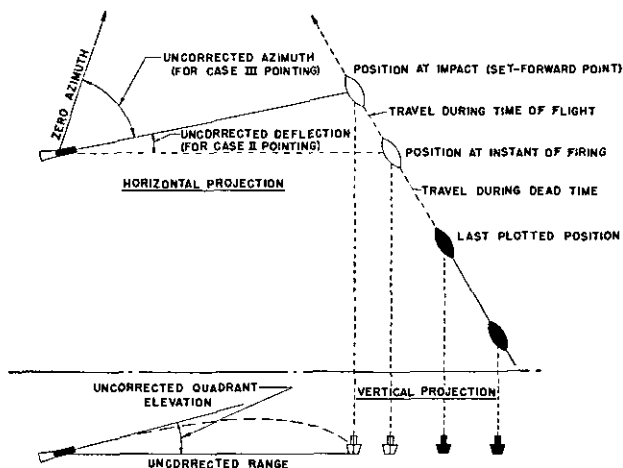 ZERO AZIMUTH
UNCORRECTED AZIMUTH
(FOR CASE III POINTING)
POSITION AT IMPACT (SET-FORWARD POINT)
TRAVEL DURING TIME OF FLIGHT
UNCORRECTED DEFLECTION
(FOR CASE II POINTING)
POSITION AT INSTANT OF FIRING
HORIZONTAL PROJECTION
TRAVEL DURING DEAD TIME
LAST PLOTTED POSITION
UNCORRECTED QUADRANT
ELEVATION
VERTICAL PROJECTION
UNCORRECTED RANGE